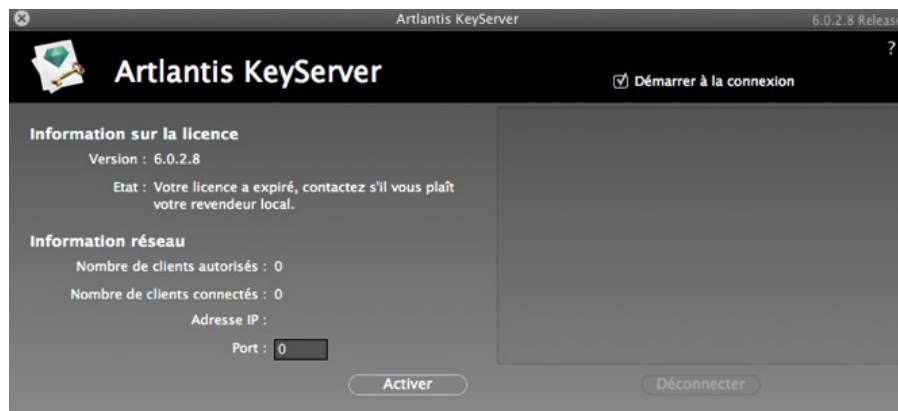 Artlantis KeyServer
6.0.2.8 Release
?
Artlantis KeyServer
Démarrer à la connexion
Information sur la licence
Version : 6.0.2.8
Etat : Votre licence a expiré, contactez s'il vous plaît
votre revendeur local.
Information réseau
Nombre de clients autorisés : 0
Nombre de clients connectés : 0
Adresse IP :
Port : 0
Activer
Déconnecter